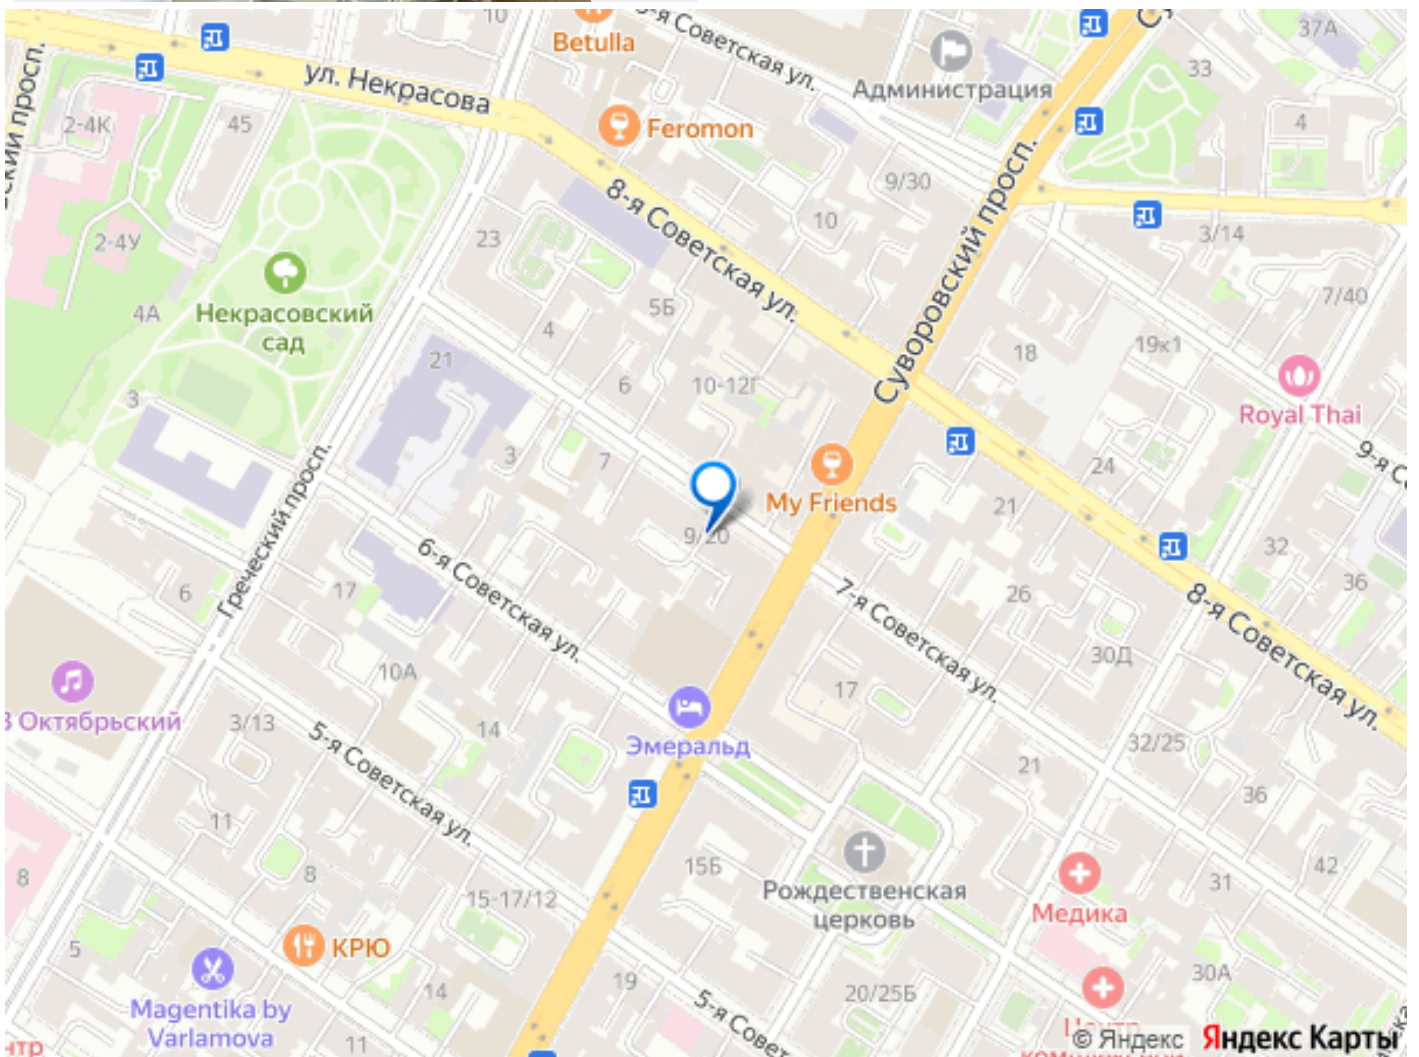 10
Betulla
Советская ул.
Администрация
37А
33
ул. Некрасова
2-4К
45
Feromon
4
9/30
10
Суворовский просп.
8-я Советская ул.
2-4У
23
3/14
Некрасовский
сад
4А
5Б
7/40
4
21
6
10-12Г
18
19к1
Royal Thai
3
3
7
My Friends
24
21
9-я С
Греческий просп.
9/20
6-я Советская ул.
7-я Советская ул.
8-я Советская ул.
32
36
6
17
26
30Д
10А
17
Октябрьский
3/13
14
Эмеральд
32/25
21
36
5-я Советская ул.
11
8
8
15Б
Рождественская
церковь
Медика
31
42
15-17/12
5
КРЮ
Magentika by
Varlamova
14
11
19
5-я Совет
20/25Б
30А
© Яндекс Яндекс Карты